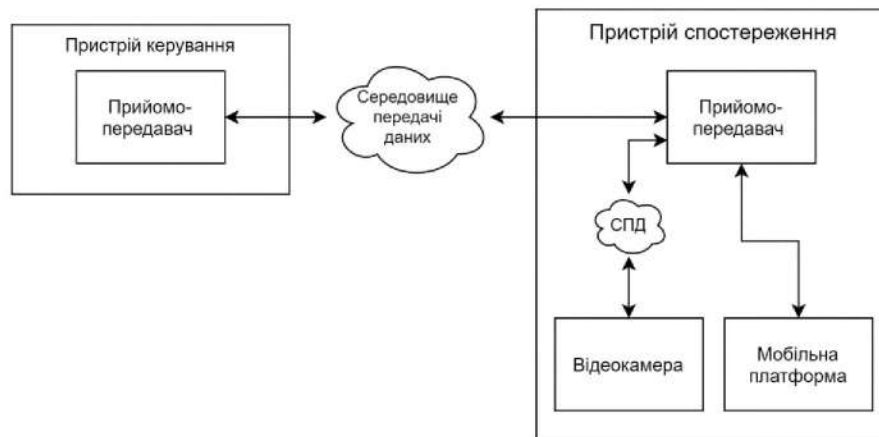 Пристрій керування
Прийомо-
передавач
Середовище
передачі
даних
Пристрій спостереження
Прийомо-
передавач
СПД
Відеокамера
Мобільна
платформа